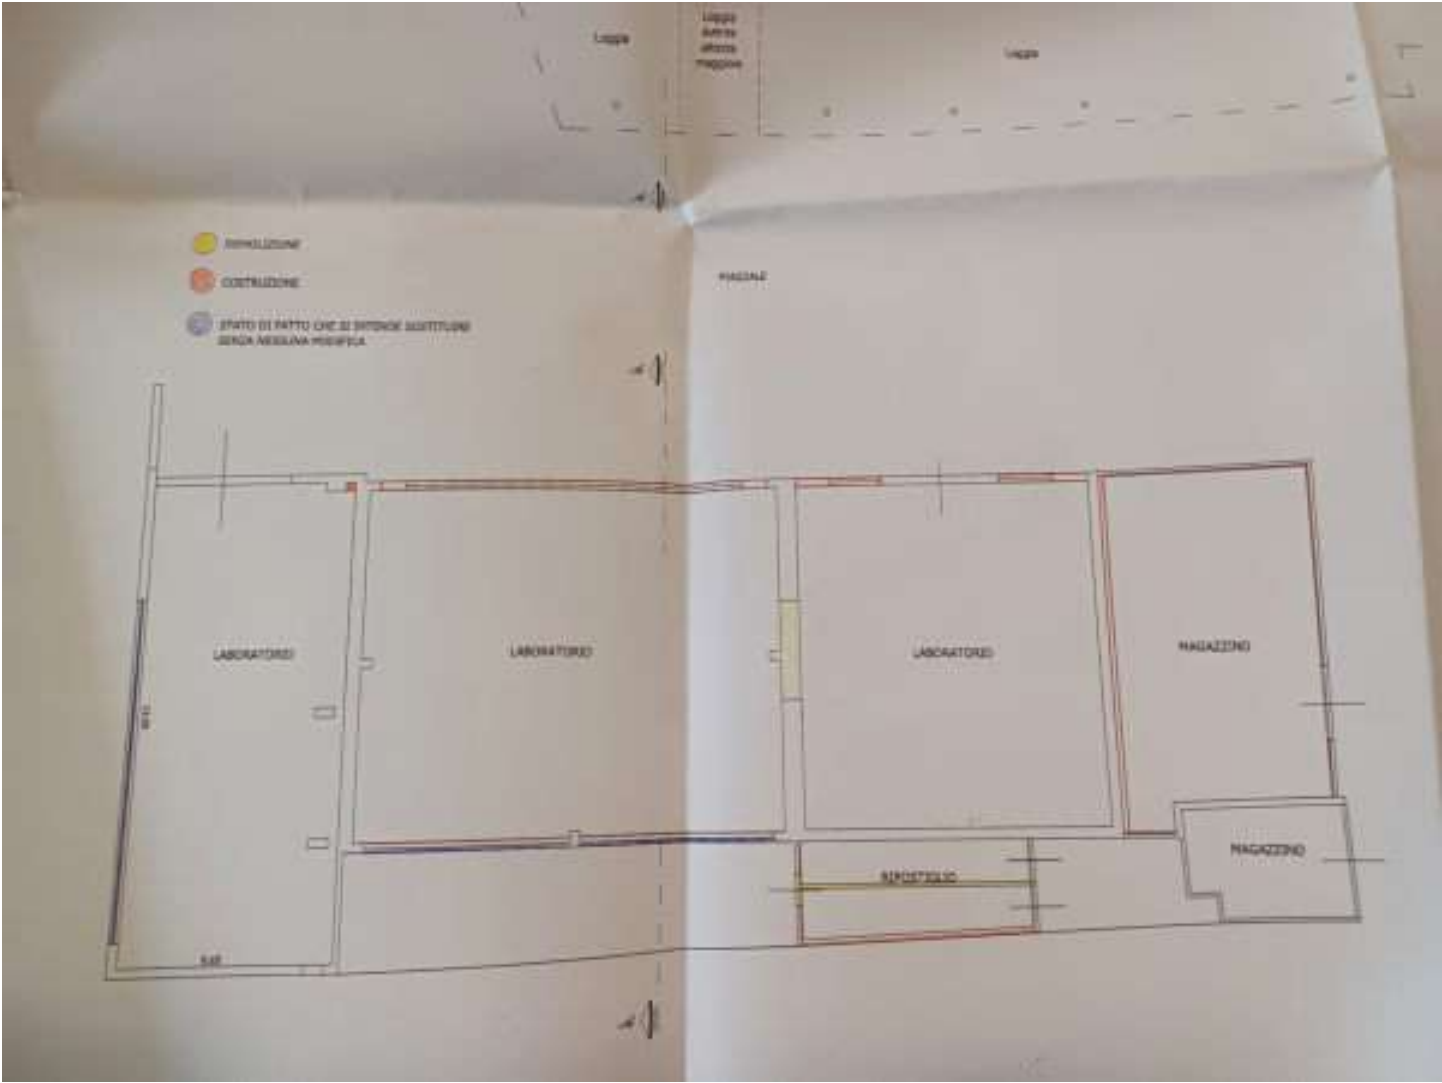 Loggia
Loggia
Loggia
DEMOLIZIONE
COSTRUZIONE
STATO DI FATTO CHE SI INTENDE SOSTITUIRE
SENZA NESSUNA MODIFICA
PIAZZALE
LABORATORIO
LABORATORIO
LABORATORIO
MAGAZZINO
MAGAZZINO
RIPOSTIGLIO